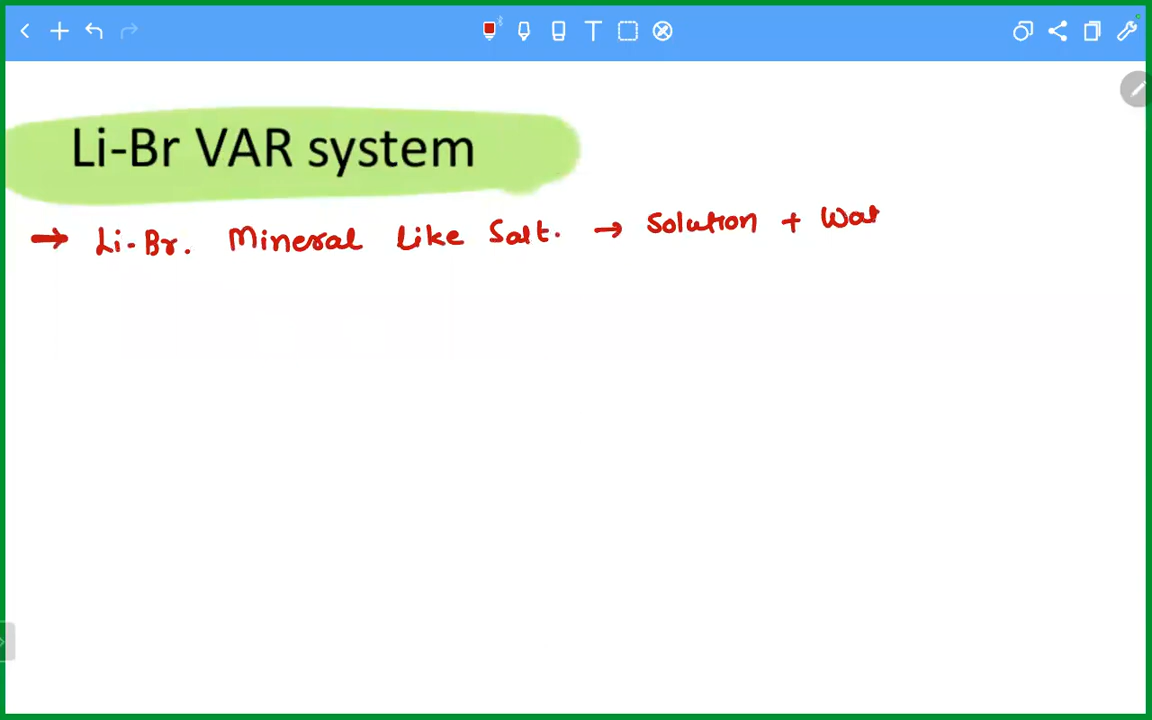 Li-Br VAR system
→ Li-Br. Mineral Like Salt. → Solution + Wat